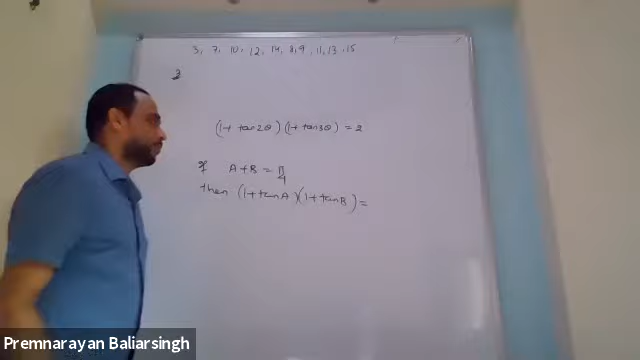 3, 7, 10, 12, 14, 8, 9, 11, 13, 15
3
(1+ tan2θ) (1+ tan3θ) = 2
If A+B = π/4
then (1+tanA)(1+tanB) =
Premnarayan Baliarsingh